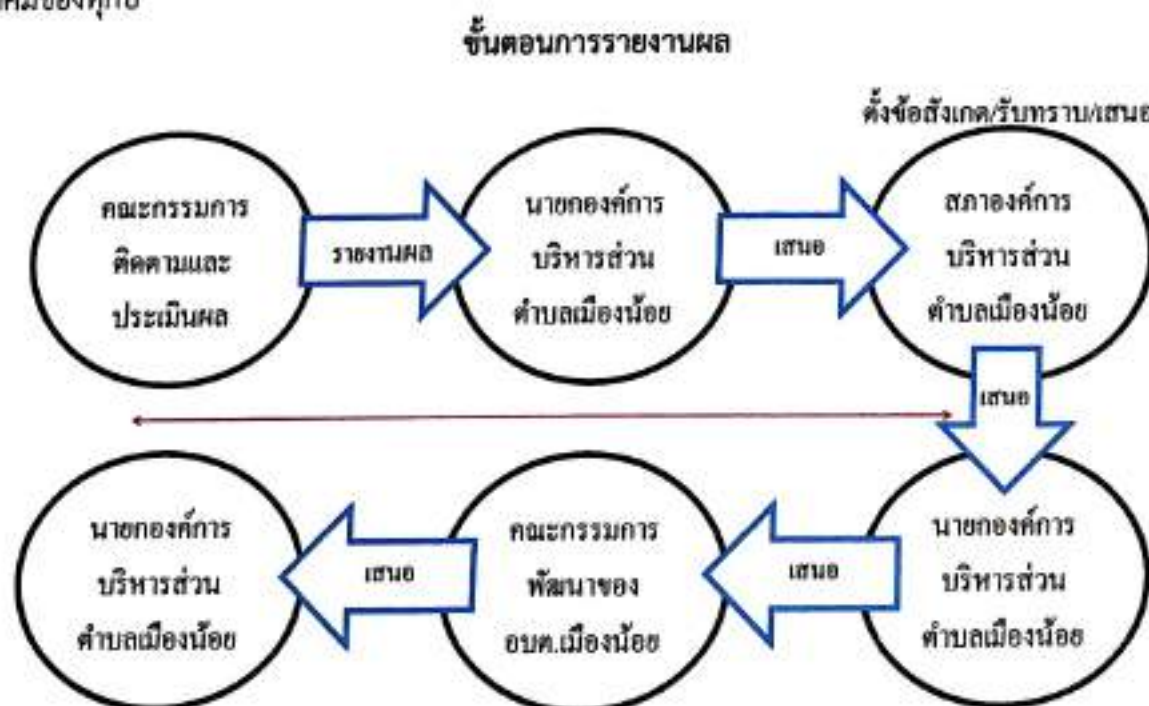 ขั้นตอนการรายงานผล
ตั้งข้อสังเกต/รับทราบ/เสนอ
คณะกรรมการ
ติดตามและ
ประเมินผล
รายงานผล
นายกองค์การ
บริหารส่วน
ตำบลเมืองน้อย
เสนอ
สภาองค์การ
บริหารส่วน
ตำบลเมืองน้อย
เสนอ
นายกองค์การ
บริหารส่วน
ตำบลเมืองน้อย
เสนอ
คณะกรรมการ
พัฒนาของ
อบต.เมืองน้อย
เสนอ
นายกองค์การ
บริหารส่วน
ตำบลเมืองน้อย